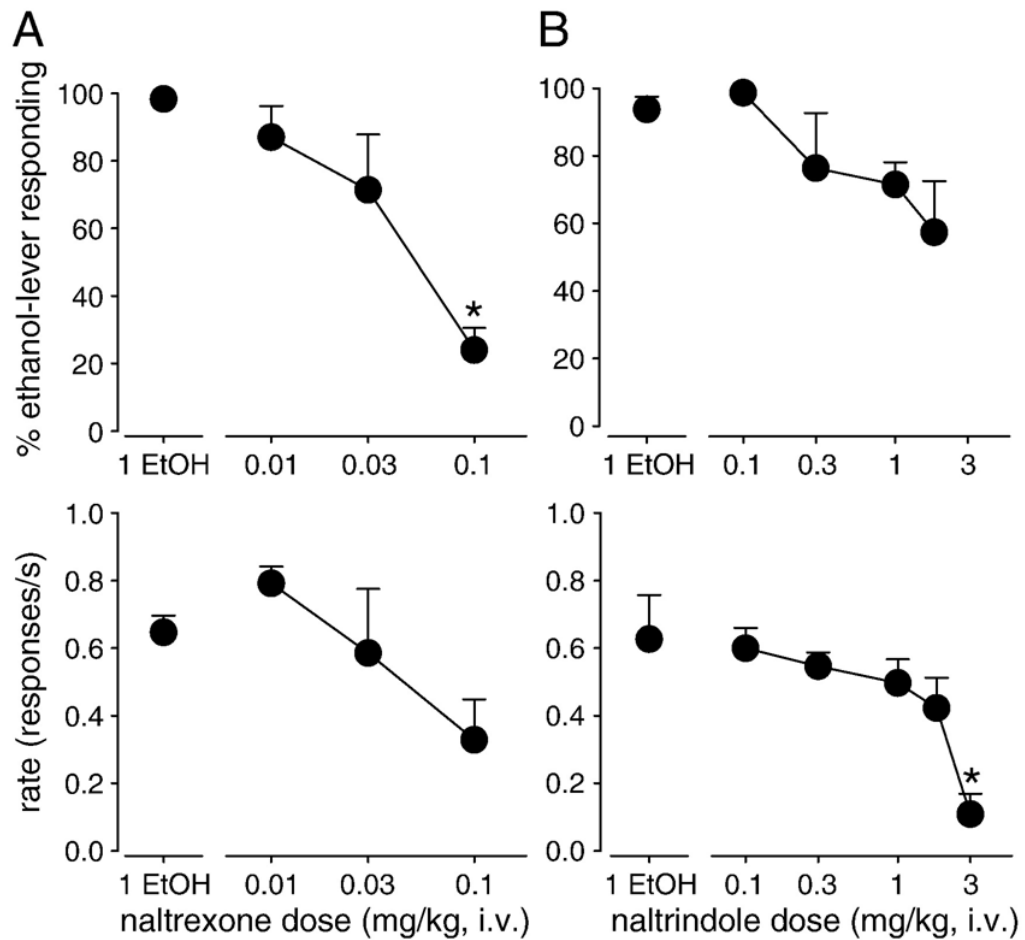 A
B
% ethanol-lever responding
100
80
60
40
20
0
*
1 EtOH 0.01 0.03 0.1
100
80
60
40
20
0
1 EtOH 0.1 0.3 1 3
rate (responses/s)
1.0
0.8
0.6
0.4
0.2
0.0
1 EtOH 0.01 0.03 0.1
naltrexone dose (mg/kg, i.v.)
1.0
0.8
0.6
0.4
0.2
0.0
*
1 EtOH 0.1 0.3 1 3
naltrindole dose (mg/kg, i.v.)